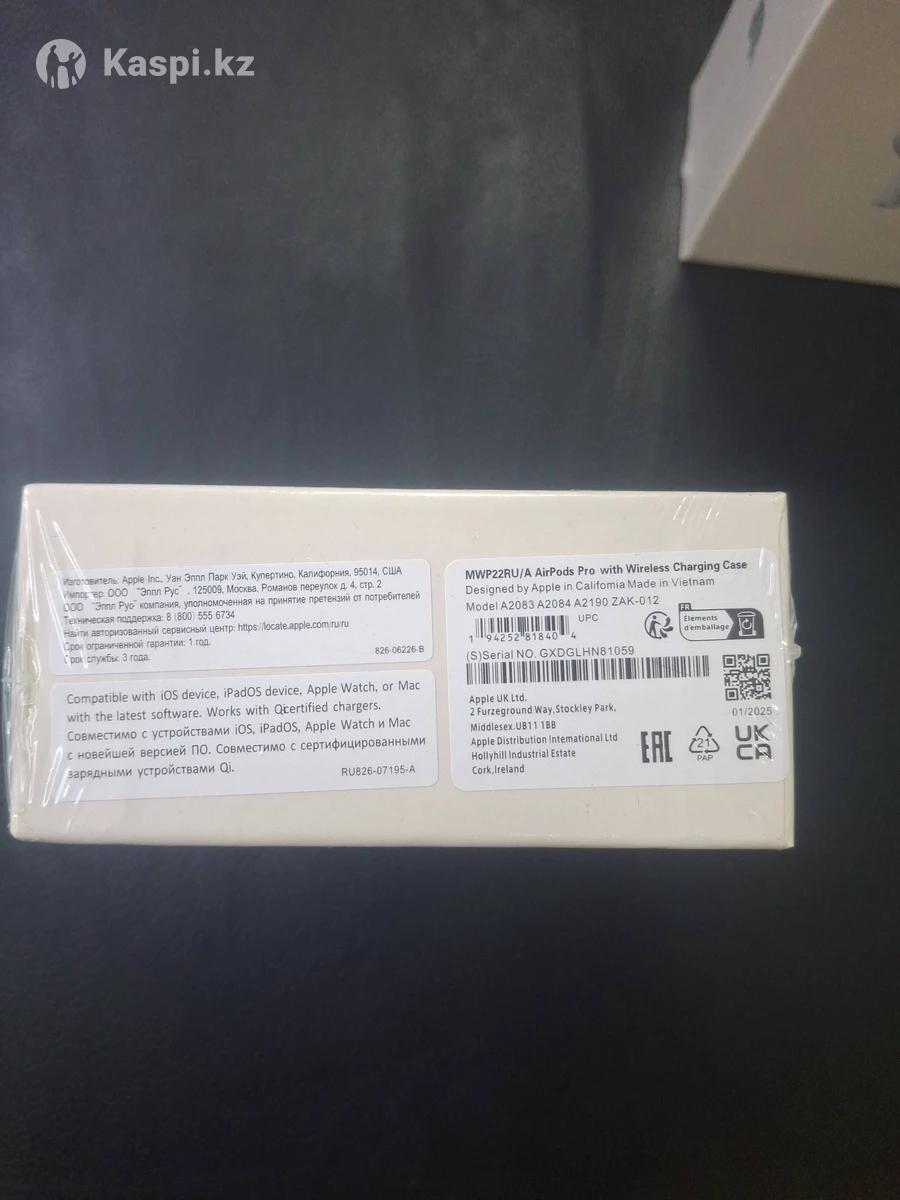 Kaspi.kz
Изготовитель: Apple Inc., Уан Эппл Парк Уэй, Купертино, Калифорния, 95014, США
Импортер: ООО "Эппл Рус" . 125009, Москва, Романов переулок д. 4, стр. 2
ООО "Эппл Руо" компания, уполномоченная на принятие претензий от потребителей
Техническая поддержка: 8 (800) 555 6734
Найти авторизованный сервисный центр: https://locate.apple.com/ru/ru
Срок ограниченной гарантии: 1 год.
Срок службы: 3 года.
826-06226-B
Compatible with iOS device, iPadOS device, Apple Watch, or Mac
with the latest software. Works with Qicertified chargers.
Совместимо с устройствами iOS, iPadOS, Apple Watch и Mac
с новейшей версией ПО. Совместимо с сертифицированными
зарядными устройствами Qi.
RU826-07195-A
MWP22RU/A AirPods Pro with Wireless Charging Case
Designed by Apple in California Made in Vietnam
Model A2083 A2084 A2190 ZAK-012
UPC
1 94252 81840 4
FR
Éléments
d'emballage
(S)Serial NO. GXDGLHN81059
Apple UK Ltd.
2 Furzeground Way,Stockley Park,
Middlesex.UB11 1BB
Apple Distribution International Ltd
Hollyhill Industrial Estate
Cork,Ireland
01/2025
EAC
21
PAP
UK
CA